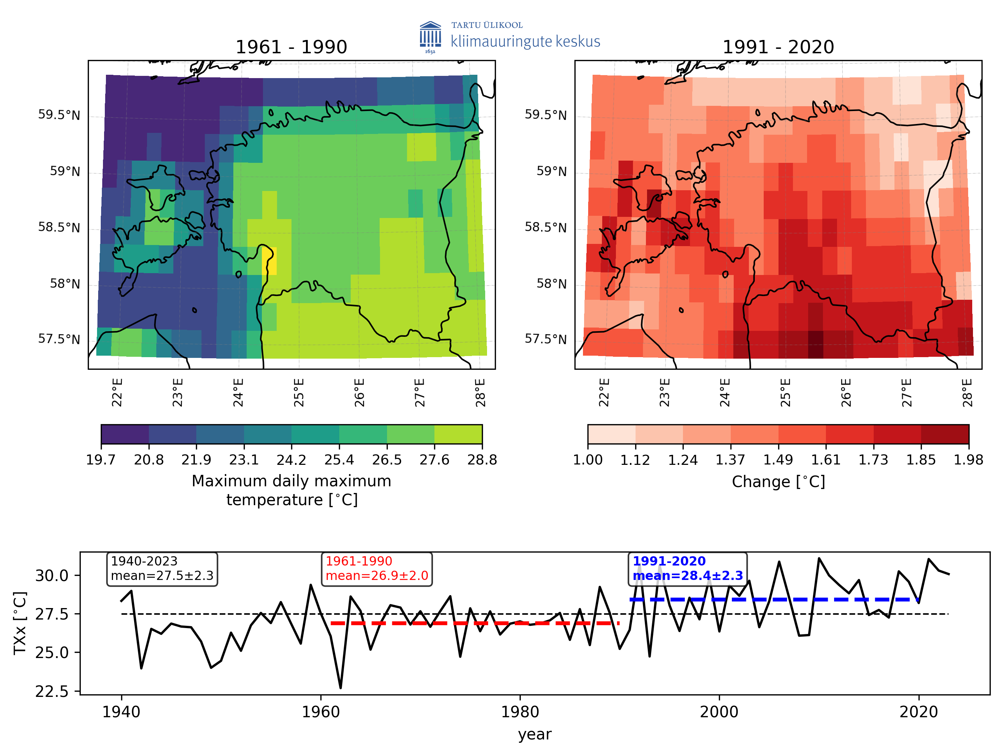 TARTU ÜLIKOOL
kliimauuringute keskus
1632
1961 - 1990
1991 - 2020
59.5°N
59°N
58.5°N
58°N
57.5°N
22°E
23°E
24°E
25°E
26°E
27°E
28°E
59.5°N
59°N
58.5°N
58°N
57.5°N
22°E
23°E
24°E
25°E
26°E
27°E
28°E
19.7 20.8 21.9 23.1 24.2 25.4 26.5 27.6 28.8
Maximum daily maximum
temperature [°C]
1.00 1.12 1.24 1.37 1.49 1.61 1.73 1.85 1.98
Change [°C]
1940-2023
mean=27.5±2.3
1961-1990
mean=26.9±2.0
1991-2020
mean=28.4±2.3
TXx [°C]
30.0
27.5
25.0
22.5
1940 1960 1980 2000 2020
year